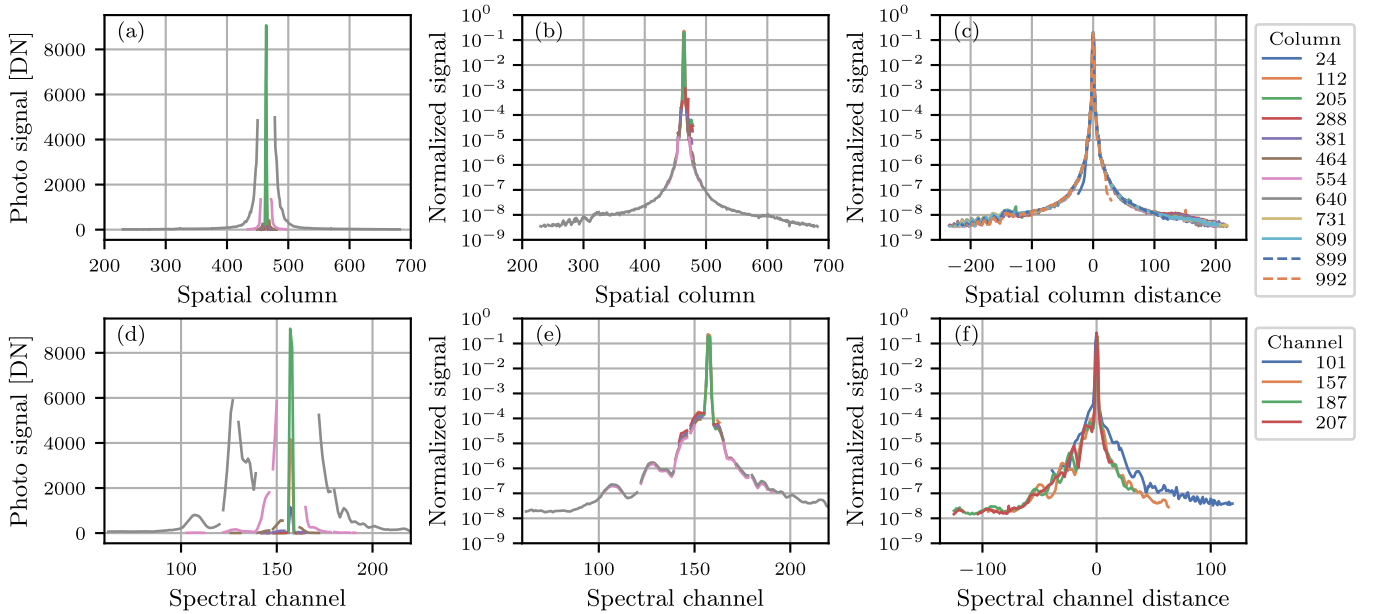 (a)
Photo signal [DN]
8000
6000
4000
2000
0
200 300 400 500 600 700
Spatial column
(b)
Normalized signal
10⁰
10⁻¹
10⁻²
10⁻³
10⁻⁴
10⁻⁵
10⁻⁶
10⁻⁷
10⁻⁸
10⁻⁹
200 300 400 500 600 700
Spatial column
(c)
Normalized signal
10⁰
10⁻¹
10⁻²
10⁻³
10⁻⁴
10⁻⁵
10⁻⁶
10⁻⁷
10⁻⁸
10⁻⁹
−200 −100 0 100 200
Spatial column distance
Column
24
112
205
288
381
464
554
640
731
809
899
992
(d)
Photo signal [DN]
8000
6000
4000
2000
0
100 150 200
Spectral channel
(e)
Normalized signal
10⁰
10⁻¹
10⁻²
10⁻³
10⁻⁴
10⁻⁵
10⁻⁶
10⁻⁷
10⁻⁸
10⁻⁹
100 150 200
Spectral channel
(f)
Normalized signal
10⁰
10⁻¹
10⁻²
10⁻³
10⁻⁴
10⁻⁵
10⁻⁶
10⁻⁷
10⁻⁸
10⁻⁹
−100 0 100
Spectral channel distance
Channel
101
157
187
207